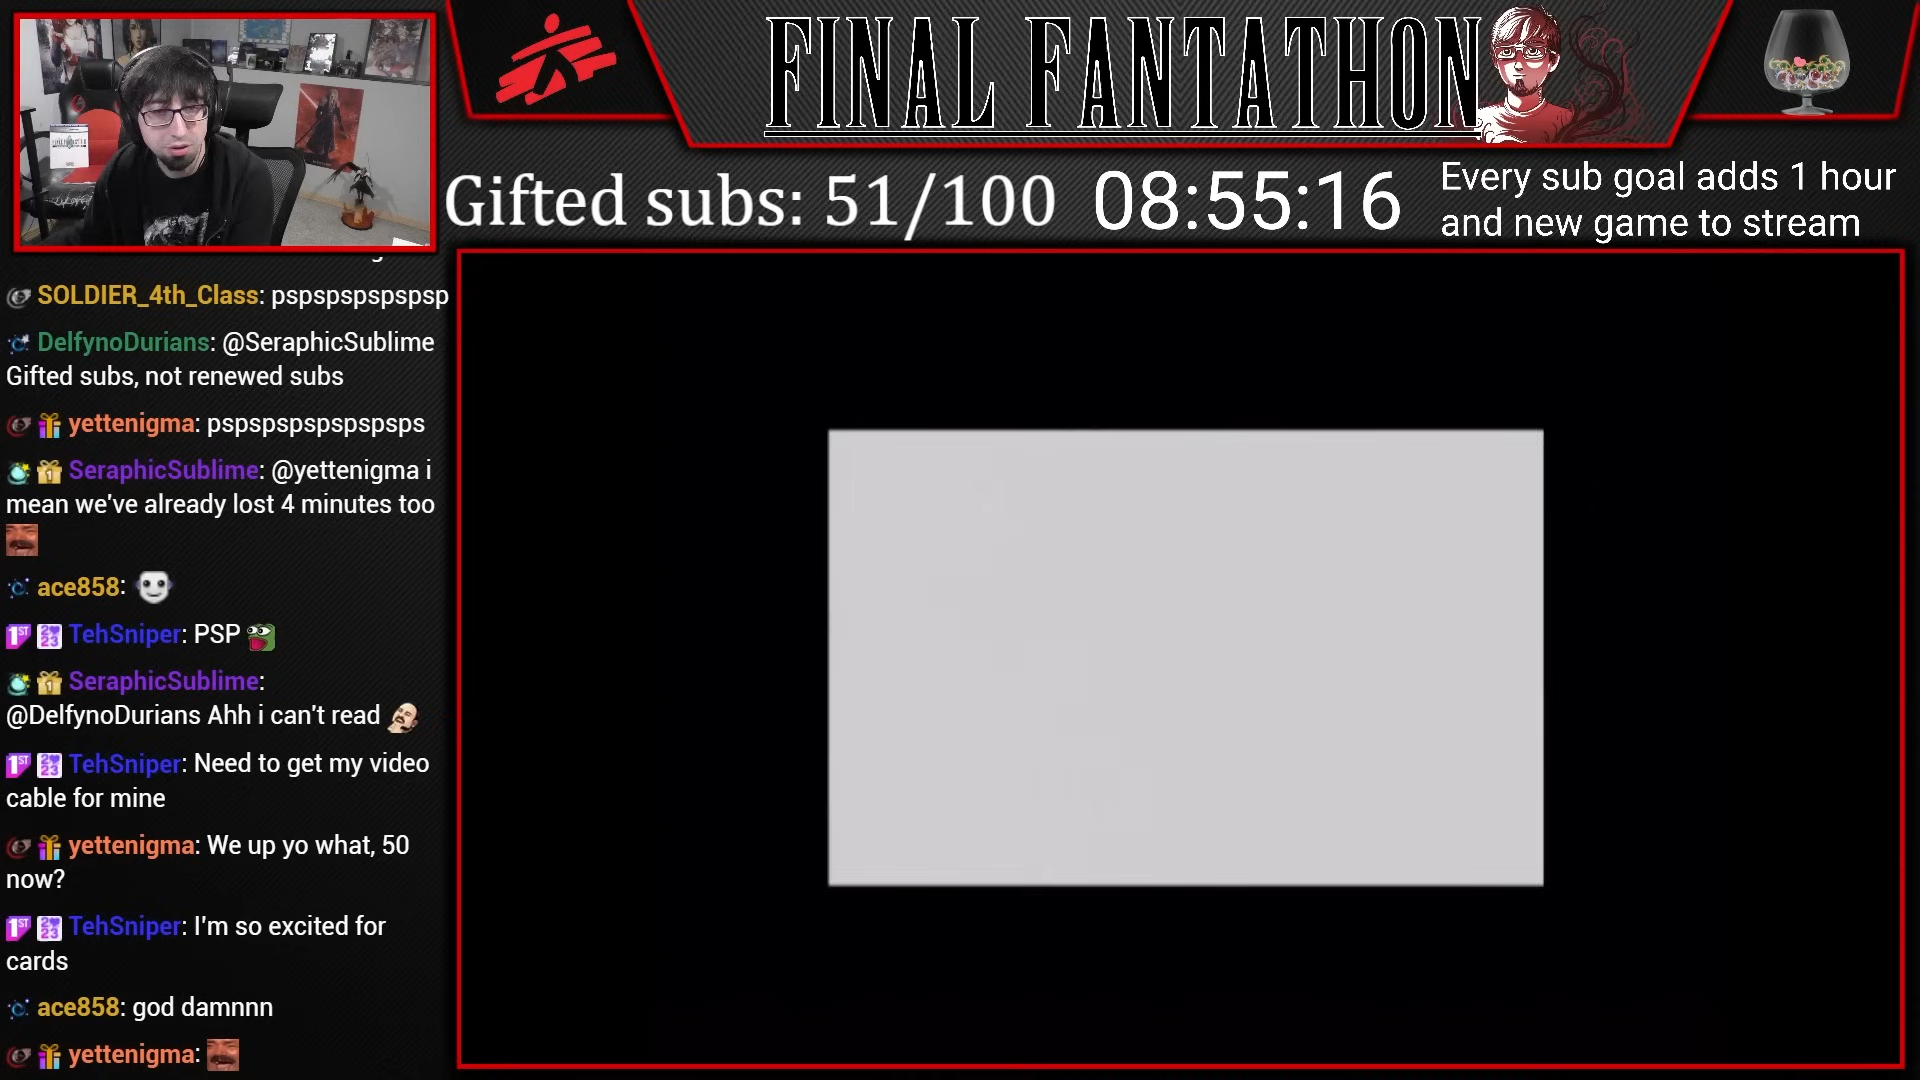 FINAL FANTATHON
Gifted subs: 51/100
08:55:16
Every sub goal adds 1 hour
and new game to stream
SOLDIER_4th_Class: pspspspspspsp
DelfynoDurians: @SeraphicSublime
Gifted subs, not renewed subs
yettenigma: pspspspspspspsps
SeraphicSublime: @yettenigma i
mean we've already lost 4 minutes too
ace858:
TehSniper: PSP
SeraphicSublime:
@DelfynoDurians Ahh i can't read
TehSniper: Need to get my video
cable for mine
yettenigma: We up yo what, 50
now?
TehSniper: I'm so excited for
cards
ace858: god damnnn
yettenigma: